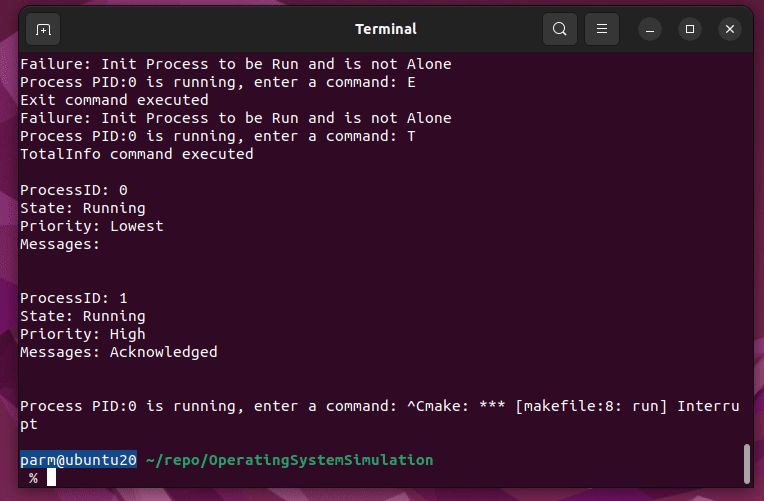 Terminal
Failure: Init Process to be Run and is not Alone
Process PID:0 is running, enter a command: E
Exit command executed
Failure: Init Process to be Run and is not Alone
Process PID:0 is running, enter a command: T
TotalInfo command executed
ProcessID: 0
State: Running
Priority: Lowest
Messages:
ProcessID: 1
State: Running
Priority: High
Messages: Acknowledged
Process PID:0 is running, enter a command: ^Cmake: *** [makefile:8: run] Interru
pt
parm@ubuntu20 ~/repo/OperatingSystemSimulation
%